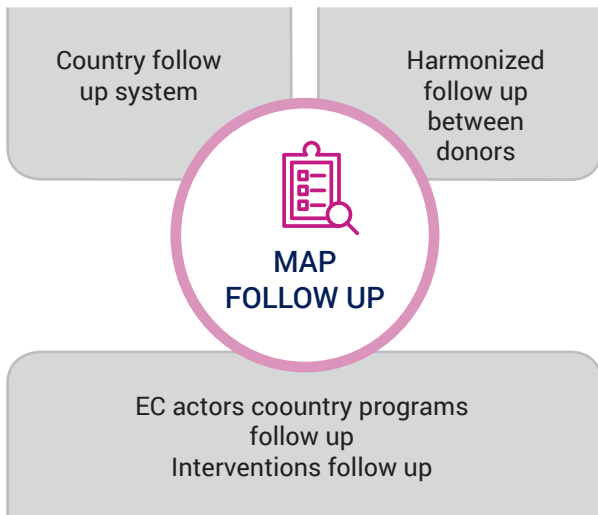 Country follow
up system
Harmonized
follow up
between
donors
MAP
FOLLOW UP
EC actors coountry programs
follow up
Interventions follow up